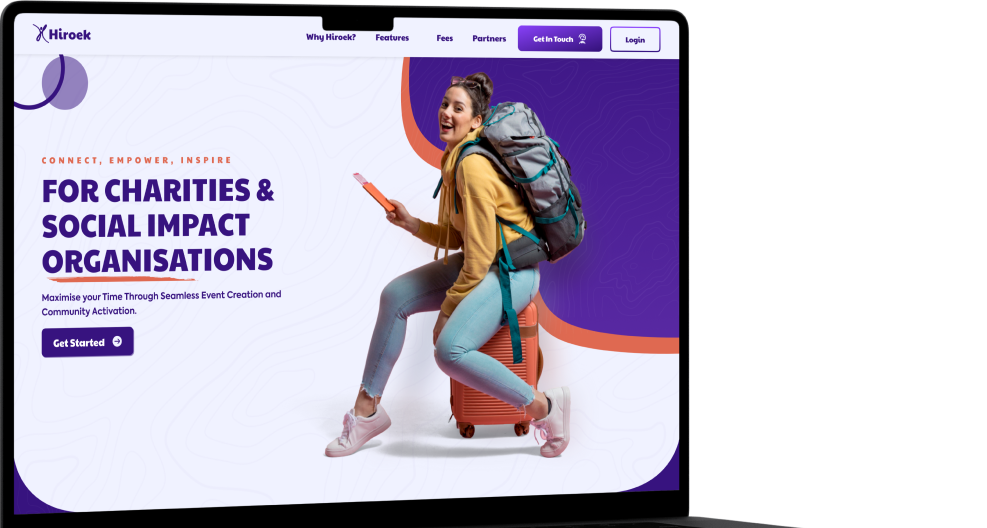 Hiroek
Why Hiroek?
Features
Fees
Partners
Get In Touch
Login
CONNECT, EMPOWER, INSPIRE
FOR CHARITIES &
SOCIAL IMPACT
ORGANISATIONS
Maximise your Time Through Seamless Event Creation and
Community Activation.
Get Started